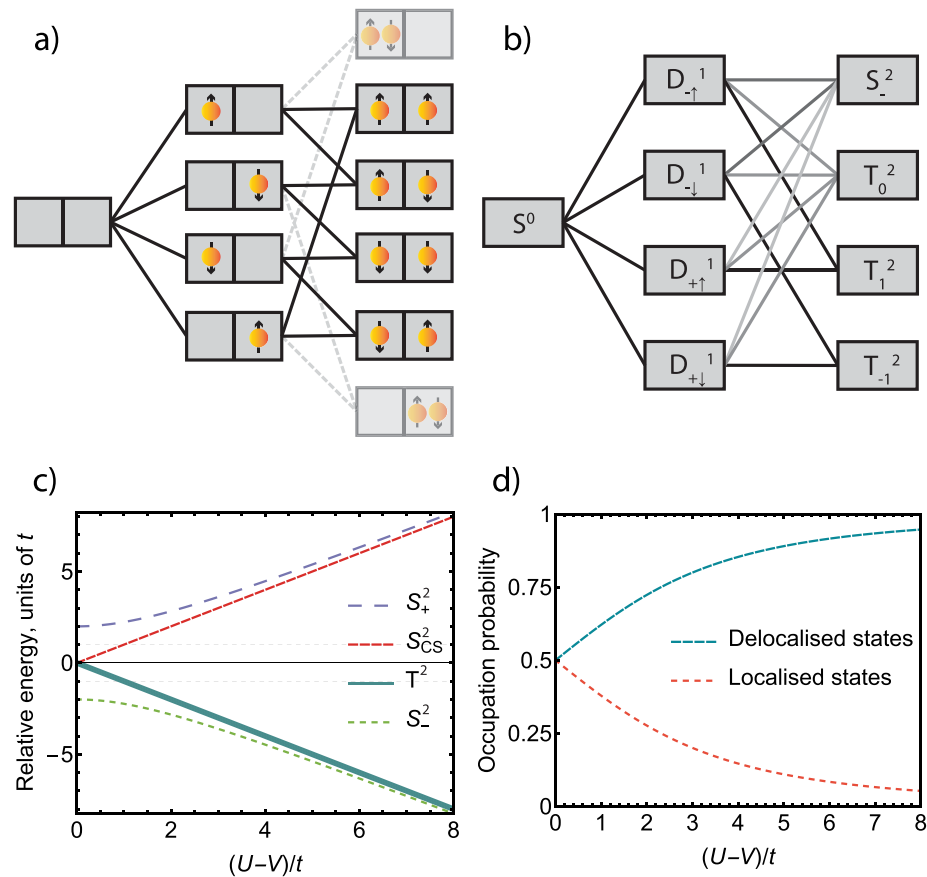 a)
b)
S⁰
D₋↑¹
D₋↓¹
D₊↑¹
D₊↓¹
S₋²
T₀²
T₁²
T₋₁²
c)
Relative energy, units of t
5
0
−5
S₊²
S²CS
T²
S₋²
0 2 4 6 8
(U−V)/t
d)
Occupation probability
1
0.75
0.5
0.25
0
Delocalised states
Localised states
0 1 2 3 4 5 6 7 8
(U−V)/t